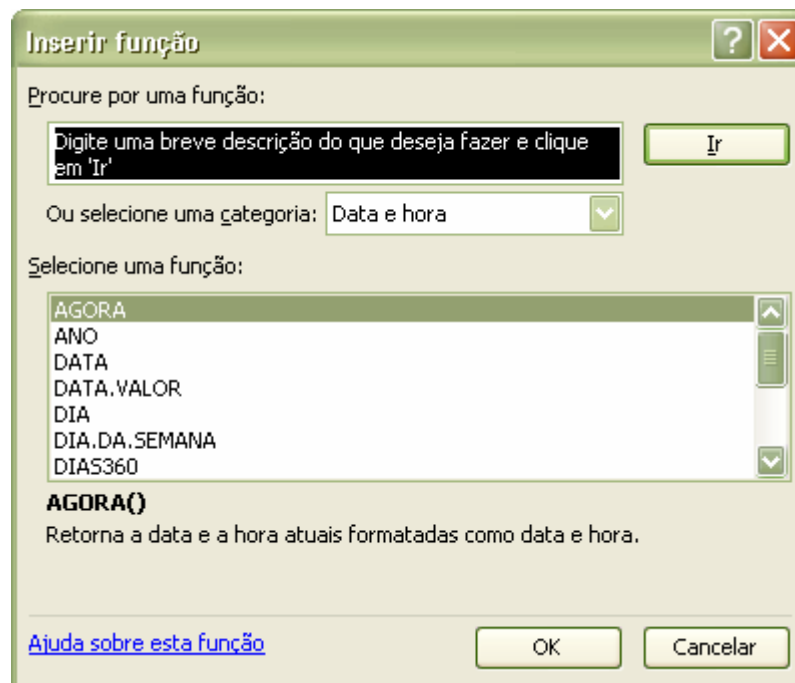 Inserir função
?
Procure por uma função:
Digite uma breve descrição do que deseja fazer e clique
em 'Ir'
Ir
Ou selecione uma categoria: Data e hora
Selecione uma função:
AGORA
ANO
DATA
DATA.VALOR
DIA
DIA.DA.SEMANA
DIAS360
AGORA()
Retorna a data e a hora atuais formatadas como data e hora.
Ajuda sobre esta função
OK
Cancelar